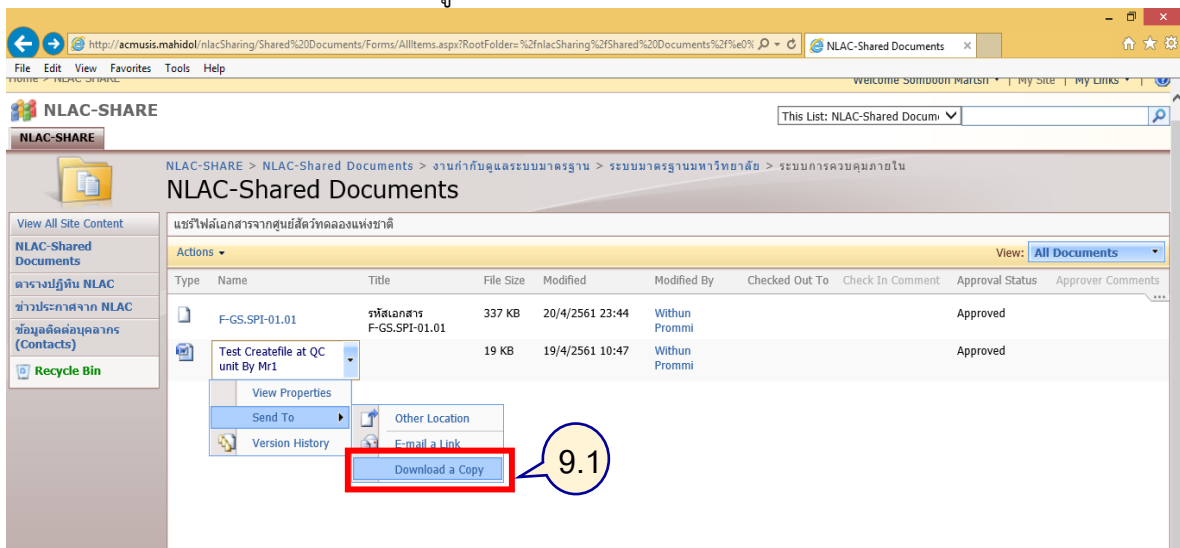 http://acmusis.mahidol/nlacSharing/Shared%20Documents/Forms/AllItems.aspx?RootFolder=%2fnlacSharing%2fShared%20Documents%2f%e0%
NLAC-Shared Documents
File Edit View Favorites Tools Help
Home > NLAC SHARE
Welcome Somboon Martsri My Site | My Links
NLAC-SHARE
This List: NLAC-Shared Docum
NLAC-SHARE
NLAC-SHARE > NLAC-Shared Documents > งานกำกับดูแลระบบมาตรฐาน > ระบบมาตรฐานมหาวิทยาลัย > ระบบการควบคุมภายใน
NLAC-Shared Documents
View All Site Content
NLAC-Shared Documents
ตารางปฏิทิน NLAC
ข่าวประกาศจาก NLAC
ข้อมูลติดต่อบุคลากร (Contacts)
Recycle Bin
แชร์ไฟล์เอกสารจากศูนย์สัตว์ทดลองแห่งชาติ
Actions View: All Documents
Type Name Title File Size Modified Modified By Checked Out To Check In Comment Approval Status Approver Comments
F-GS.SPI-01.01 รหัสเอกสาร 337 KB 20/4/2561 23:44 Withun Approved
F-GS.SPI-01.01 Prommi
Test Createfile at QC 19 KB 19/4/2561 10:47 Withun Approved
unit By Mr1 Prommi
View Properties
Send To Other Location
Version History E-mail a Link
Download a Copy
9.1